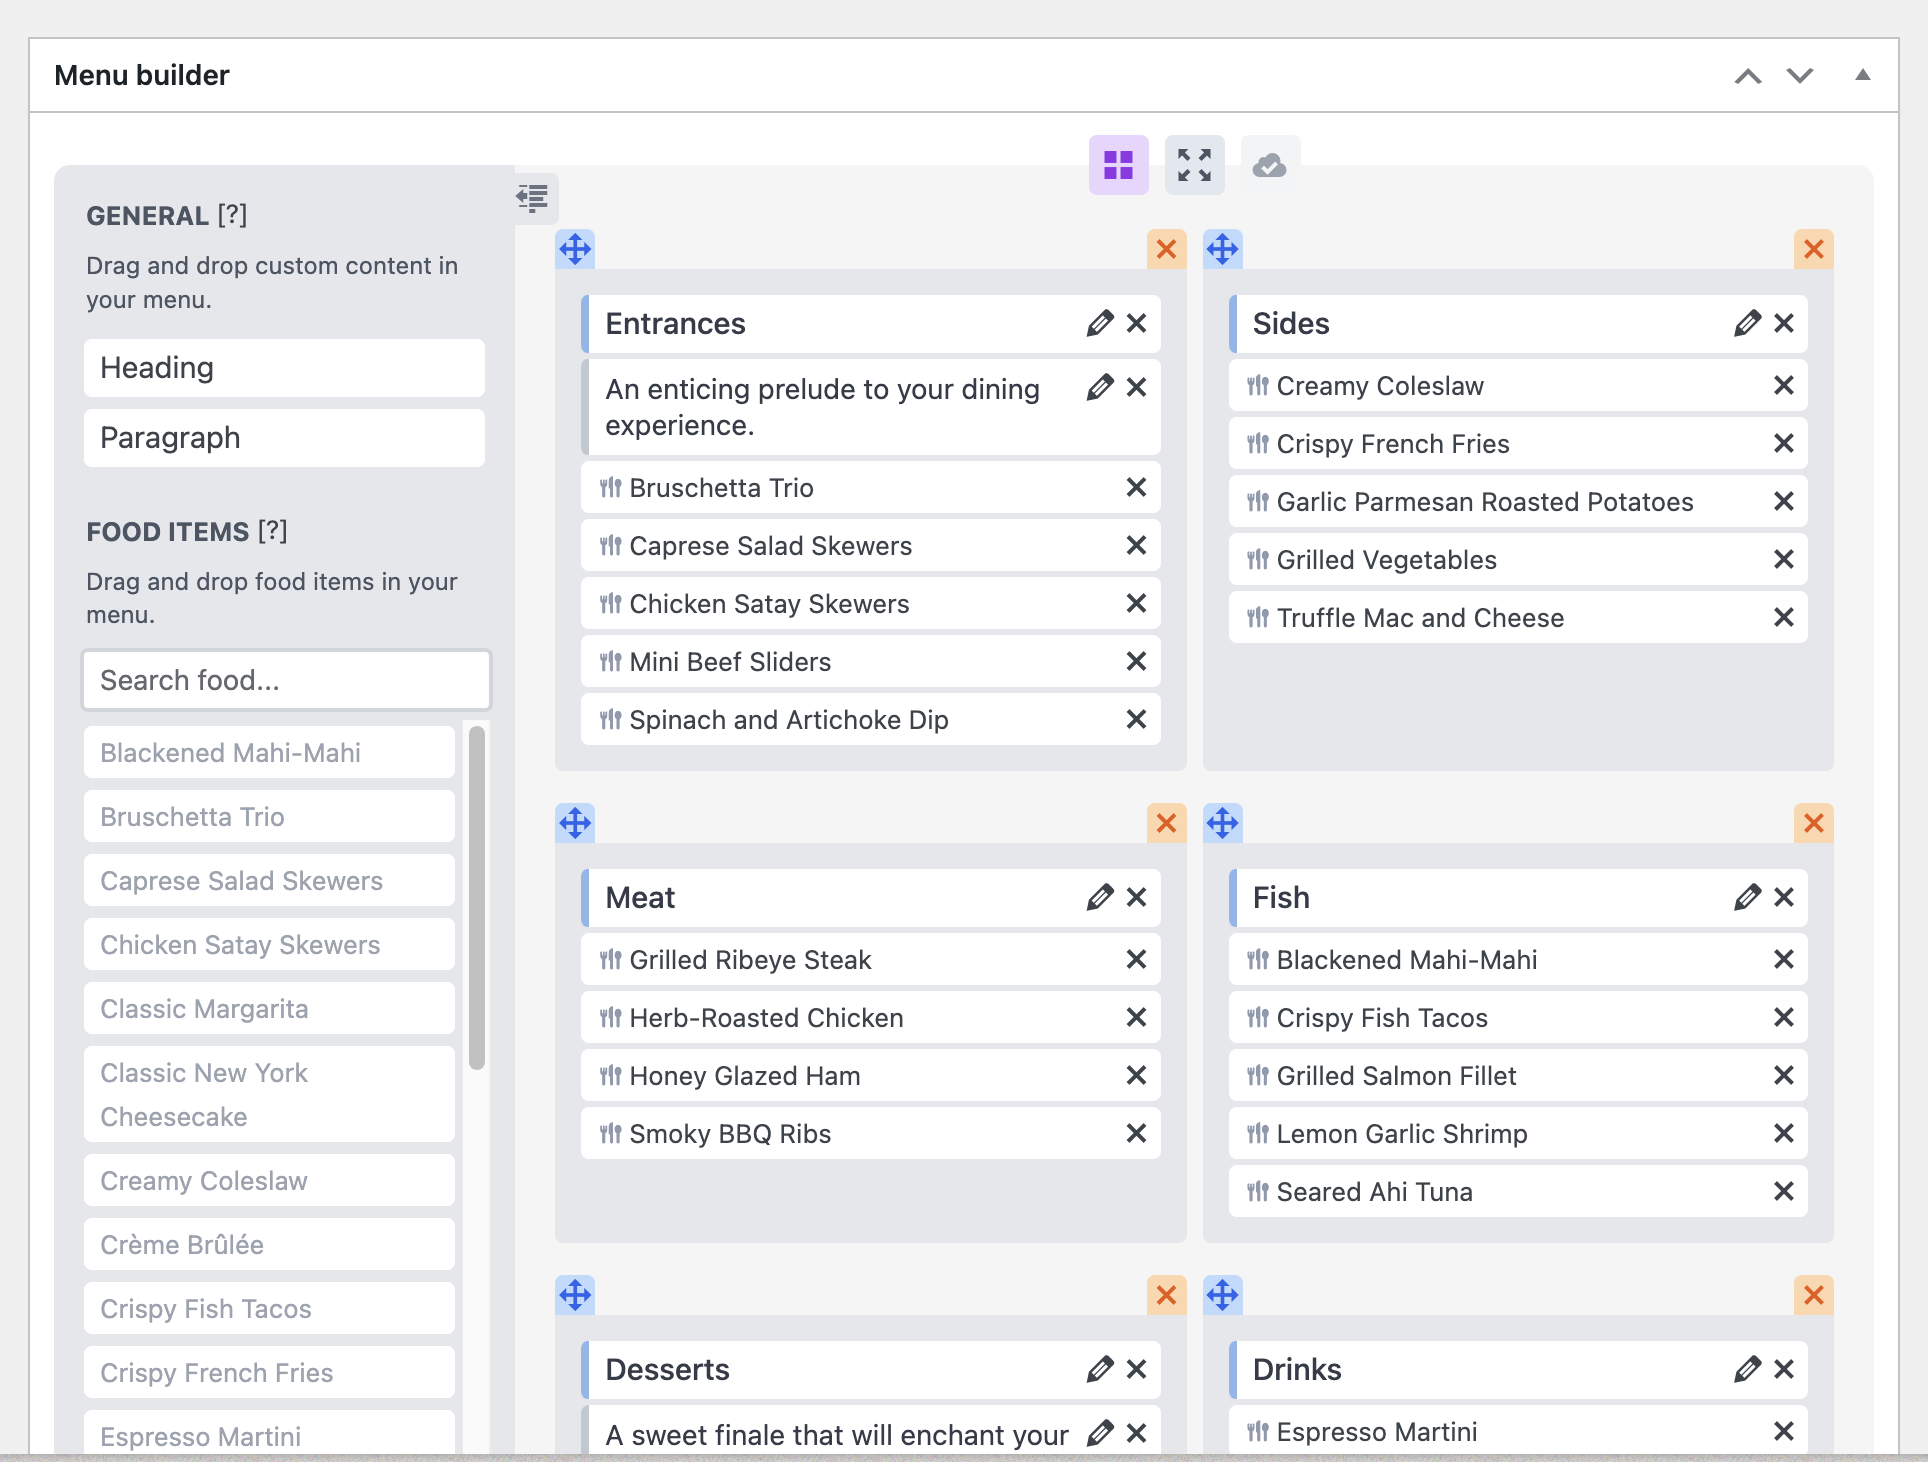 Menu builder
GENERAL [?]
Drag and drop custom content in
your menu.
Heading
Paragraph
FOOD ITEMS [?]
Drag and drop food items in your
menu.
Search food...
Blackened Mahi-Mahi
Bruschetta Trio
Caprese Salad Skewers
Chicken Satay Skewers
Classic Margarita
Classic New York
Cheesecake
Creamy Coleslaw
Crème Brûlée
Crispy Fish Tacos
Crispy French Fries
Espresso Martini
Entrances
An enticing prelude to your dining
experience.
Bruschetta Trio
Caprese Salad Skewers
Chicken Satay Skewers
Mini Beef Sliders
Spinach and Artichoke Dip
Sides
Creamy Coleslaw
Crispy French Fries
Garlic Parmesan Roasted Potatoes
Grilled Vegetables
Truffle Mac and Cheese
Meat
Grilled Ribeye Steak
Herb-Roasted Chicken
Honey Glazed Ham
Smoky BBQ Ribs
Fish
Blackened Mahi-Mahi
Crispy Fish Tacos
Grilled Salmon Fillet
Lemon Garlic Shrimp
Seared Ahi Tuna
Desserts
A sweet finale that will enchant your
Drinks
Espresso Martini